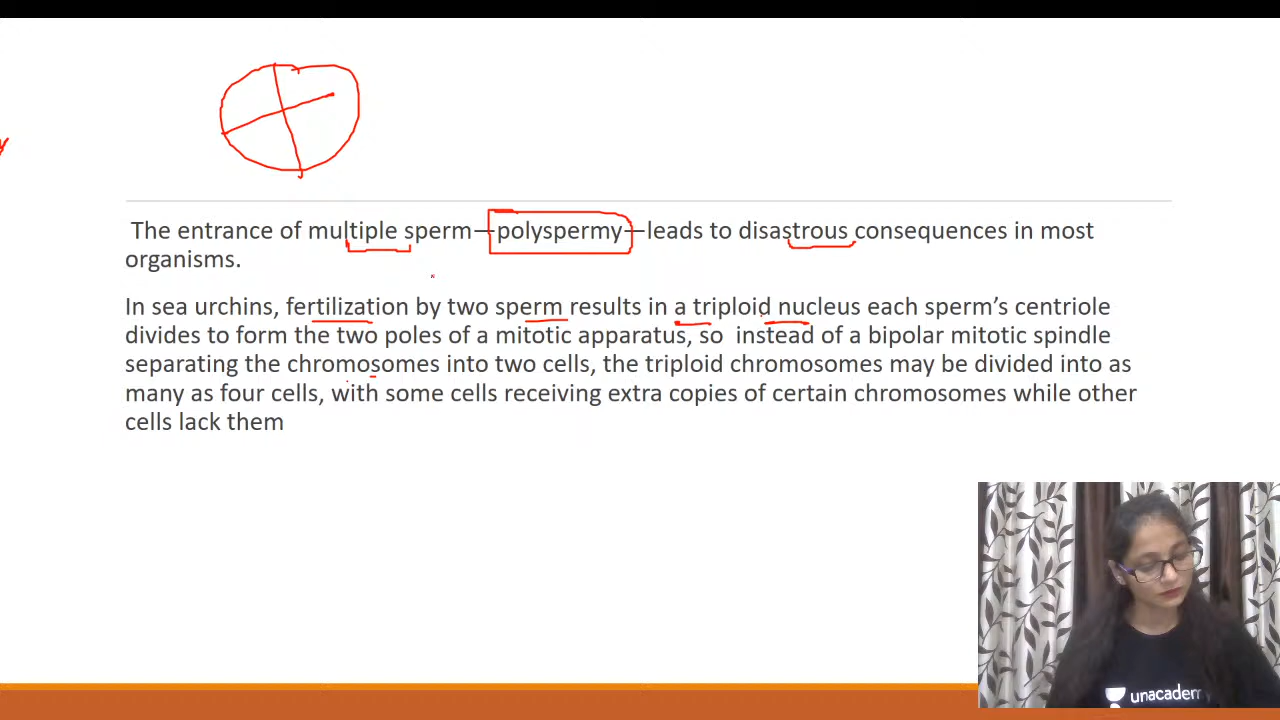 The entrance of multiple sperm—polyspermy—leads to disastrous consequences in most
organisms.
In sea urchins, fertilization by two sperm results in a triploid nucleus each sperm's centriole
divides to form the two poles of a mitotic apparatus, so instead of a bipolar mitotic spindle
separating the chromosomes into two cells, the triploid chromosomes may be divided into as
many as four cells, with some cells receiving extra copies of certain chromosomes while other
cells lack them
unacademy